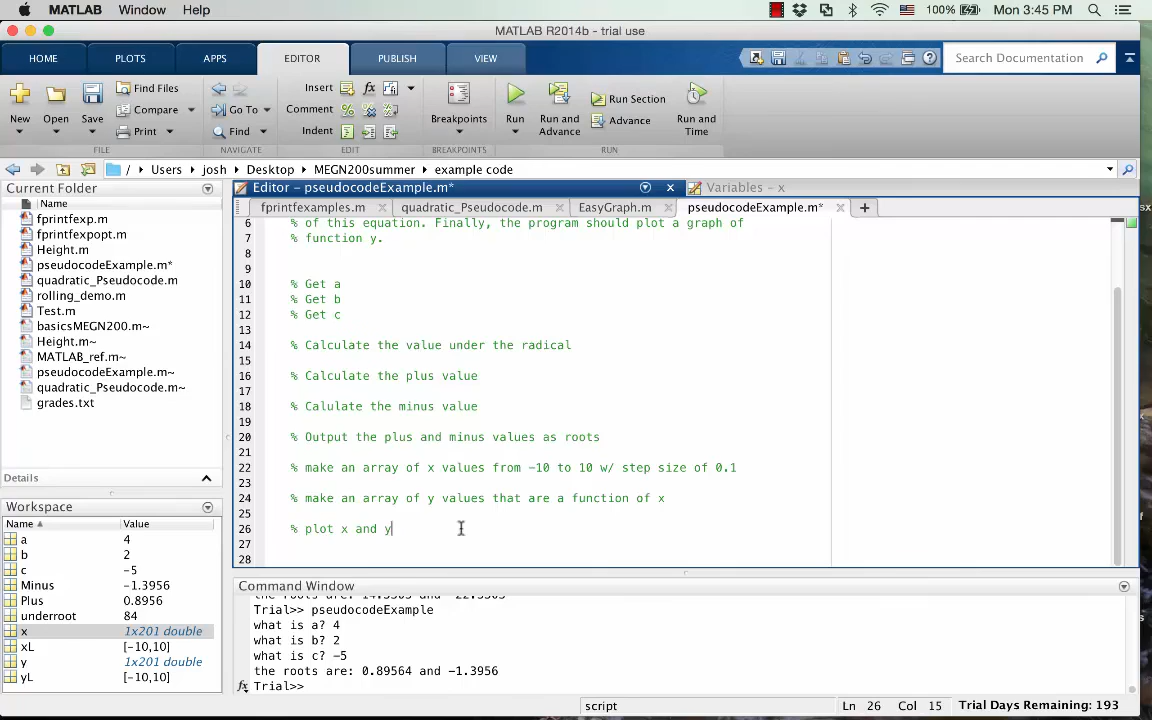 MATLAB Window Help 100% Mon 3:45 PM
MATLAB R2014b - trial use
HOME PLOTS APPS EDITOR PUBLISH VIEW Search Documentation
New Open Save Find Files Compare Print
Go To Find
Insert fx
Comment % %
Indent
Breakpoints
Run Run and Advance Run Section Advance Run and Time
FILE NAVIGATE EDIT BREAKPOINTS RUN
/ Users josh Desktop MEGN200summer example code
Current Folder
Name
fprintfexp.m
fprintfexpopt.m
Height.m
pseudocodeExample.m*
quadratic_Pseudocode.m
rolling_demo.m
Test.m
basicsMEGN200.m~
Height.m~
MATLAB_ref.m~
pseudocodeExample.m~
quadratic_Pseudocode.m~
grades.txt
Details
Workspace
Name Value
a 4
b 2
c -5
Minus -1.3956
Plus 0.8956
underroot 84
x 1x201 double
xL [-10,10]
y 1x201 double
yL [-10,10]
Editor - pseudocodeExample.m* Variables - x
fprintfexamples.m quadratic_Pseudocode.m EasyGraph.m pseudocodeExample.m*
6 % of this equation. Finally, the program should plot a graph of
7 % function y.
8
9
10 % Get a
11 % Get b
12 % Get c
13
14 % Calculate the value under the radical
15
16 % Calculate the plus value
17
18 % Calulate the minus value
19
20 % Output the plus and minus values as roots
21
22 % make an array of x values from -10 to 10 w/ step size of 0.1
23
24 % make an array of y values that are a function of x
25
26 % plot x and y
27
28
Command Window
Trial>> pseudocodeExample
what is a? 4
what is b? 2
what is c? -5
the roots are: 0.89564 and -1.3956
fx Trial>>
script Ln 26 Col 15 Trial Days Remaining: 193